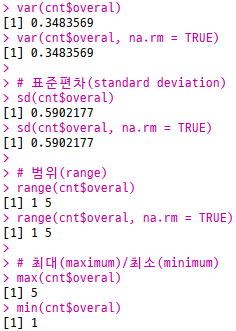 > var(cnt$overal)
[1] 0.3483569
> var(cnt$overal, na.rm = TRUE)
[1] 0.3483569
>
> # 표준편차(standard deviation)
> sd(cnt$overal)
[1] 0.5902177
> sd(cnt$overal, na.rm = TRUE)
[1] 0.5902177
>
> # 범위(range)
> range(cnt$overal)
[1] 1 5
> range(cnt$overal, na.rm = TRUE)
[1] 1 5
>
> # 최대(maximum)/최소(minimum)
> max(cnt$overal)
[1] 5
> min(cnt$overal)
[1] 1